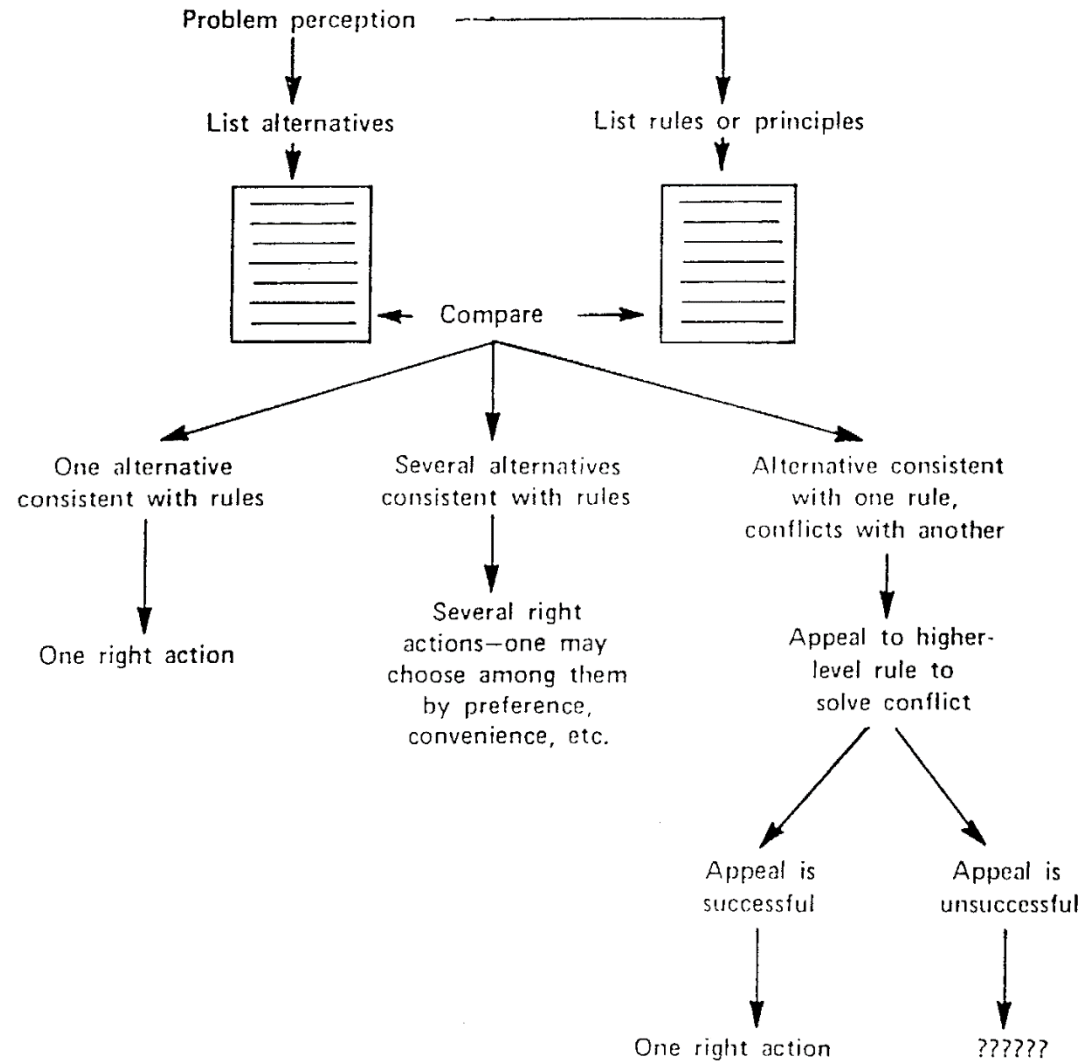 Problem perception
List alternatives
List rules or principles
Compare
One alternative
consistent with rules
Several alternatives
consistent with rules
Alternative consistent
with one rule,
conflicts with another
One right action
Several right
actions—one may
choose among them
by preference,
convenience, etc.
Appeal to higher-
level rule to
solve conflict
Appeal is
successful
Appeal is
unsuccessful
One right action
??????